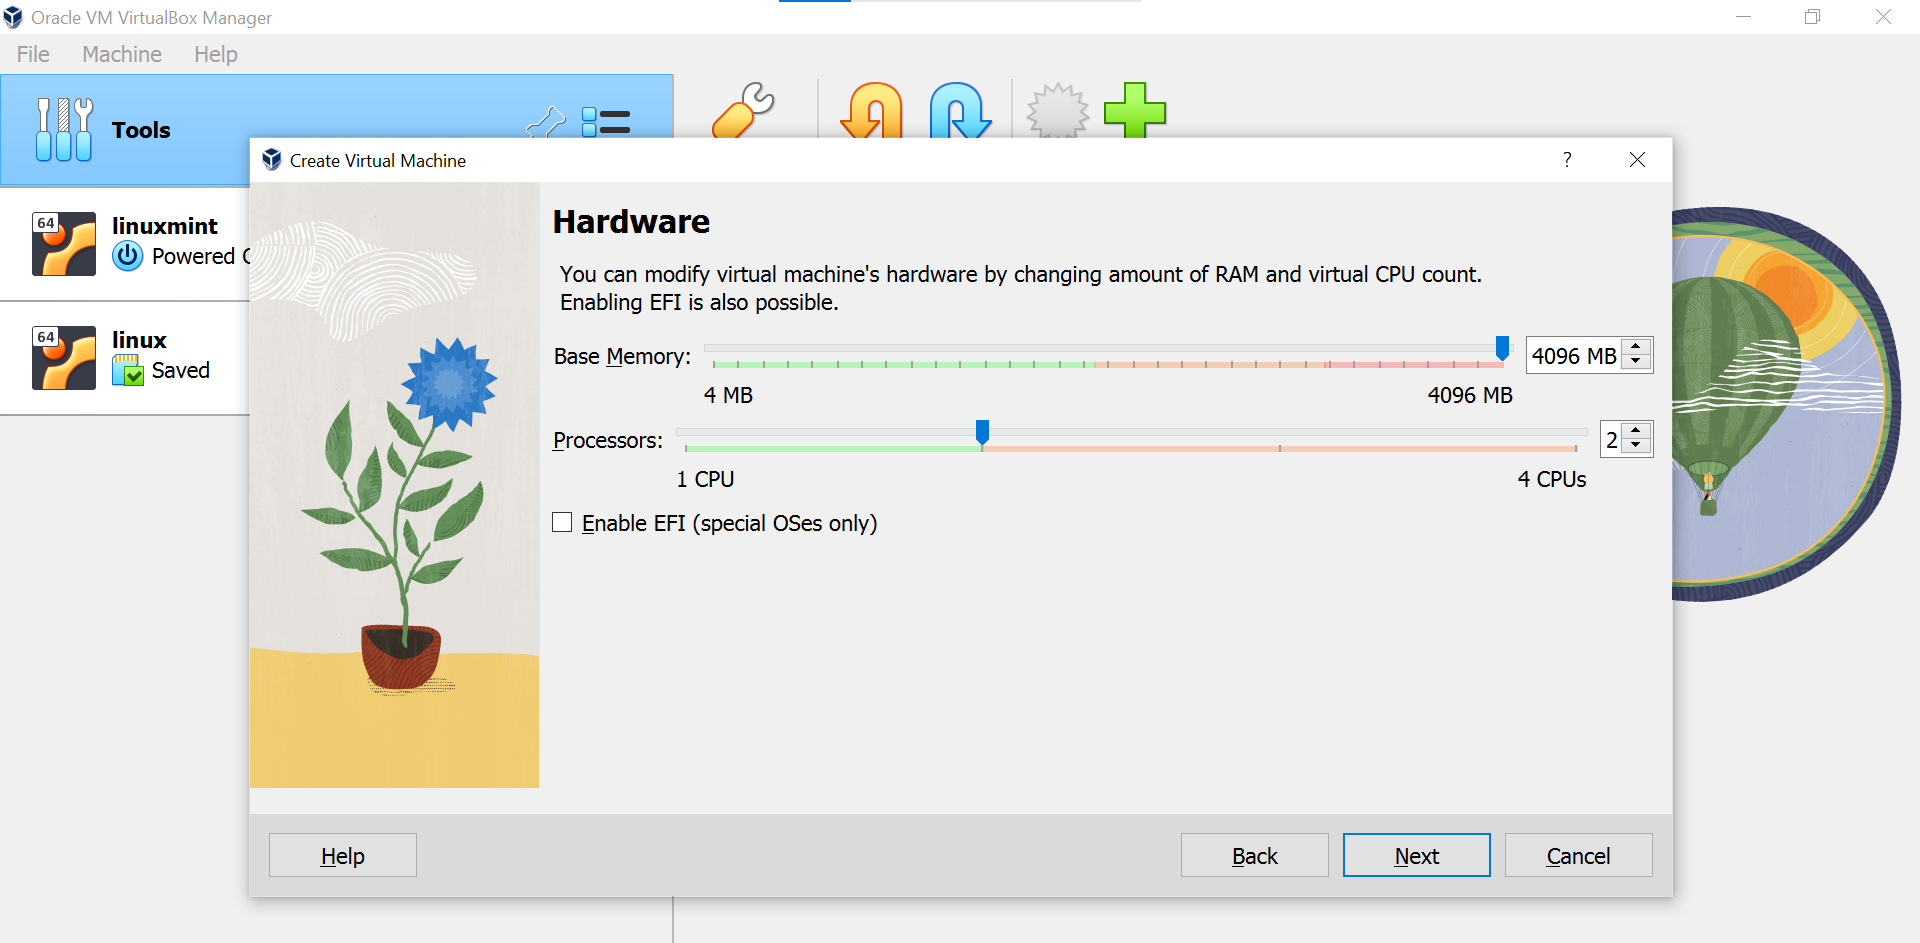 Oracle VM VirtualBox Manager
File Machine Help
Tools
Create Virtual Machine
?
64
linuxmint
Powered
64
linux
Saved
Hardware
You can modify virtual machine's hardware by changing amount of RAM and virtual CPU count.
Enabling EFI is also possible.
Base Memory:
4096 MB
4 MB
4096 MB
Processors:
2
1 CPU
4 CPUs
Enable EFI (special OSes only)
Help
Back
Next
Cancel